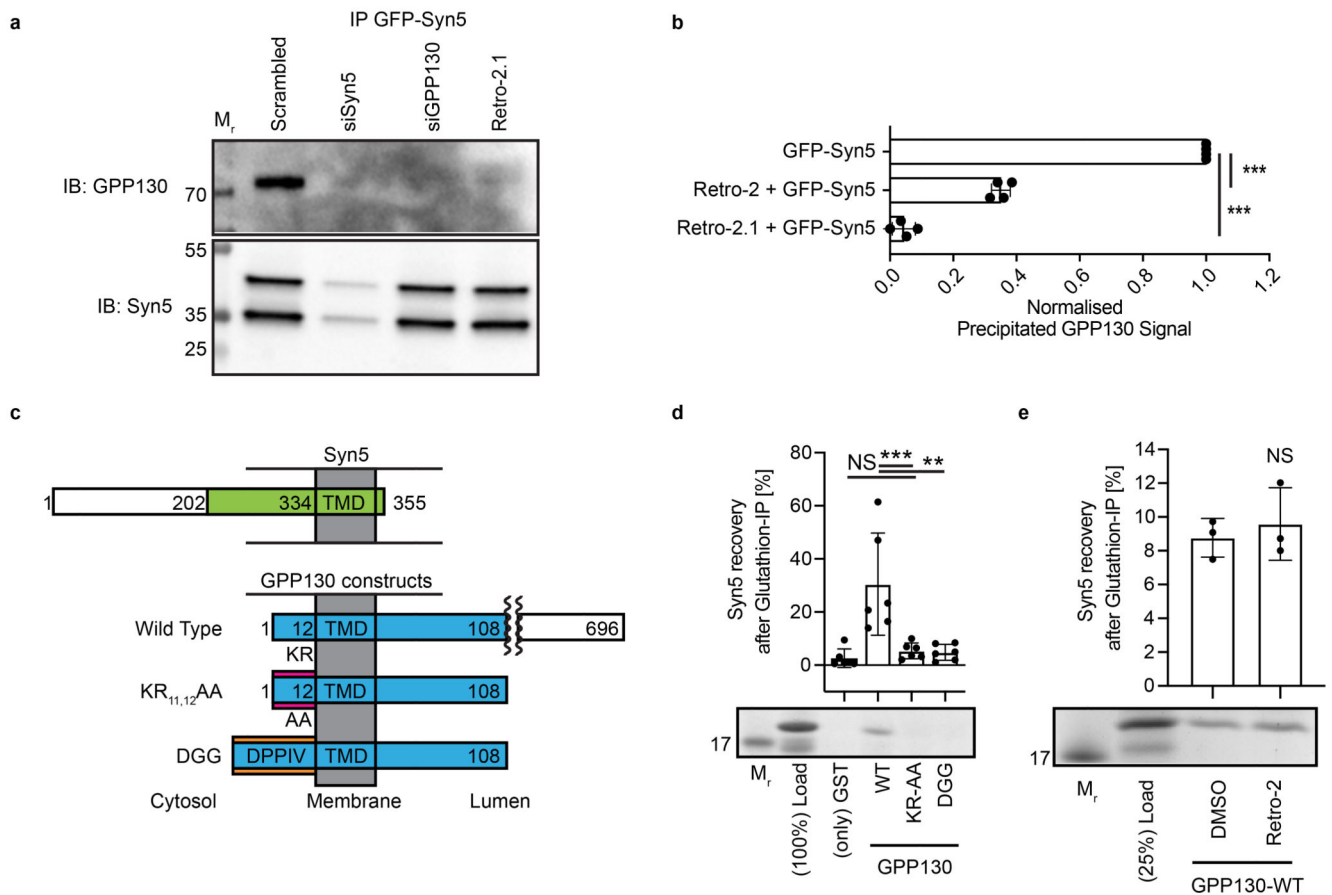 a
IP GFP-Syn5
Mr
Scrambled
siSyn5
siGPP130
Retro-2.1
IB: GPP130
70
IB: Syn5
55
35
25
b
GFP-Syn5
Retro-2 + GFP-Syn5
Retro-2.1 + GFP-Syn5
***
***
0.0 0.2 0.4 0.6 0.8 1.0 1.2
Normalised
Precipitated GPP130 Signal
c
Syn5
1 202 334 TMD 355
GPP130 constructs
Wild Type 1 12 TMD 108 696
KR
KR11,12AA 1 12 TMD 108
AA
DGG DPPIV TMD 108
Cytosol Membrane Lumen
d
Syn5 recovery
after Glutathion-IP [%]
80
60
40
20
0
NS *** **
17
Mr
(100%) Load
(only) GST
WT
KR-AA
DGG
GPP130
e
Syn5 recovery
after Glutathion-IP [%]
14
12
10
8
6
4
2
0
NS
17
Mr
(25%) Load
DMSO
Retro-2
GPP130-WT